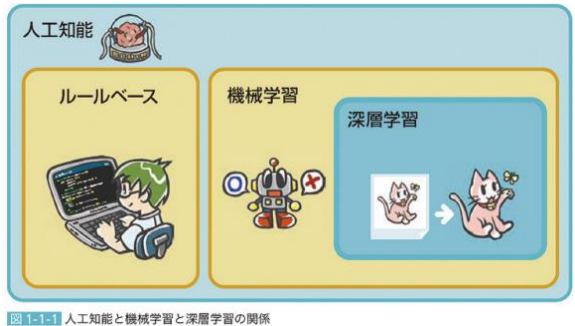 人工知能
ルールベース
機械学習
深層学習
図 1-1-1 人工知能と機械学習と深層学習の関係